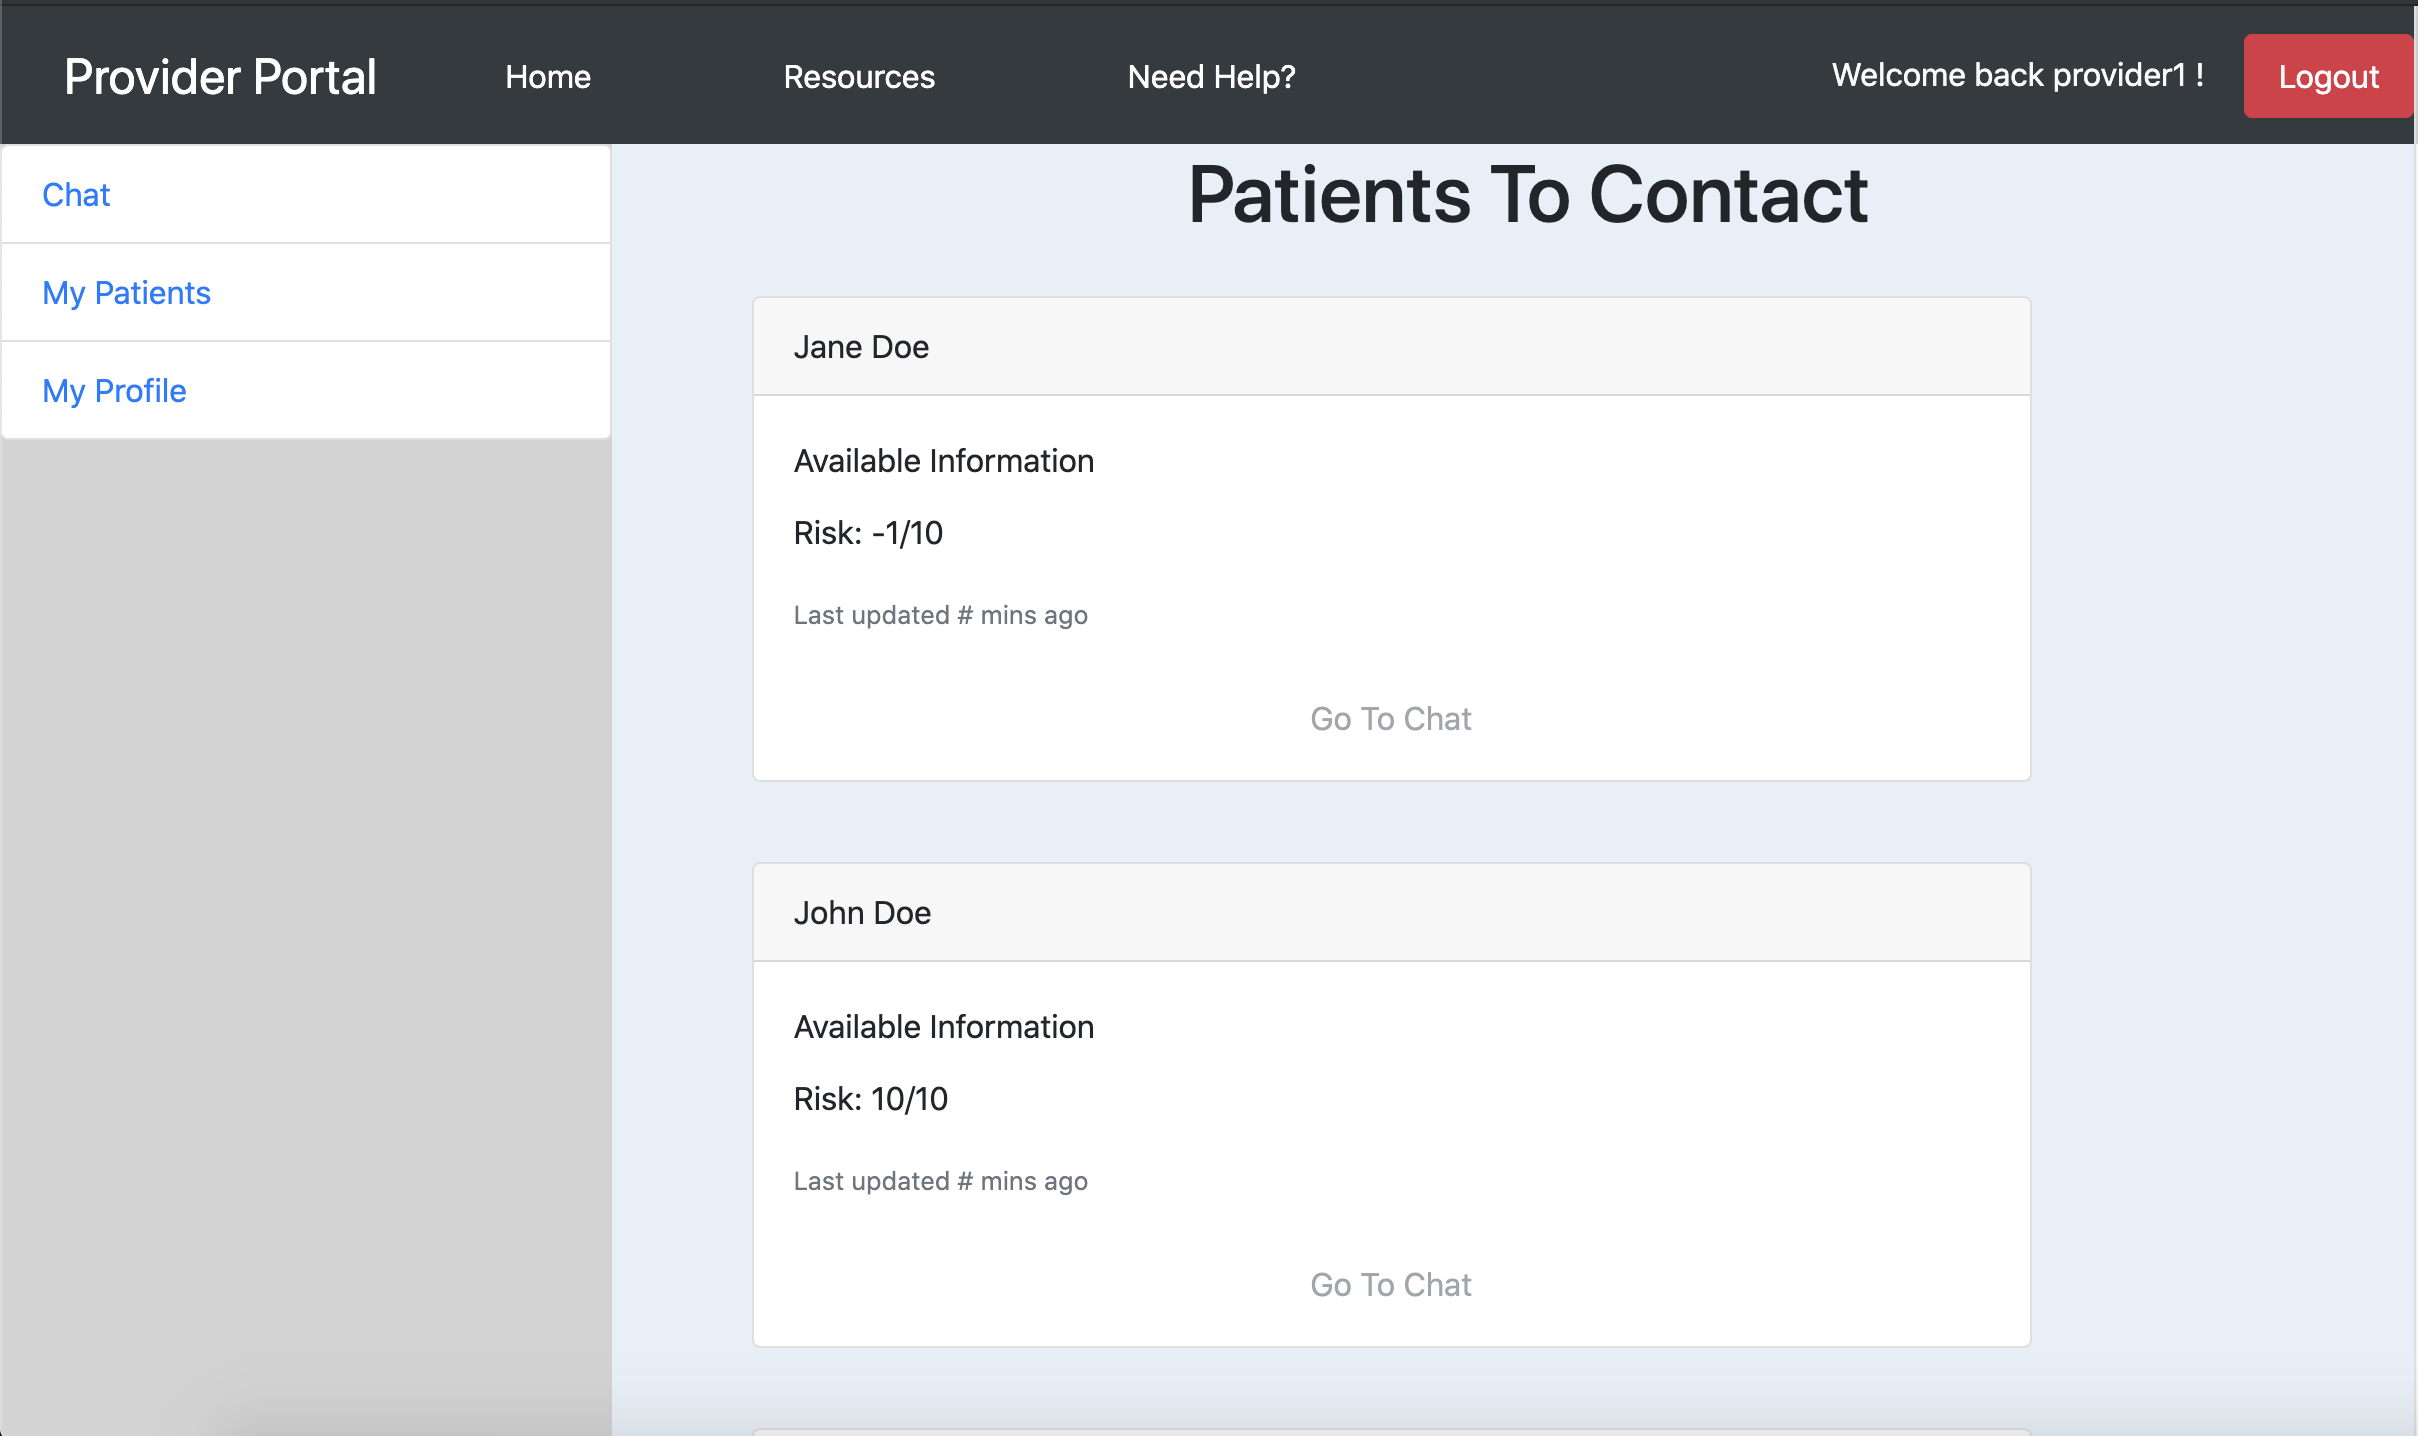 Provider Portal Home Resources Need Help? Welcome back provider1 ! Logout
Chat
My Patients
My Profile
Patients To Contact
Jane Doe
Available Information
Risk: -1/10
Last updated # mins ago
Go To Chat
John Doe
Available Information
Risk: 10/10
Last updated # mins ago
Go To Chat